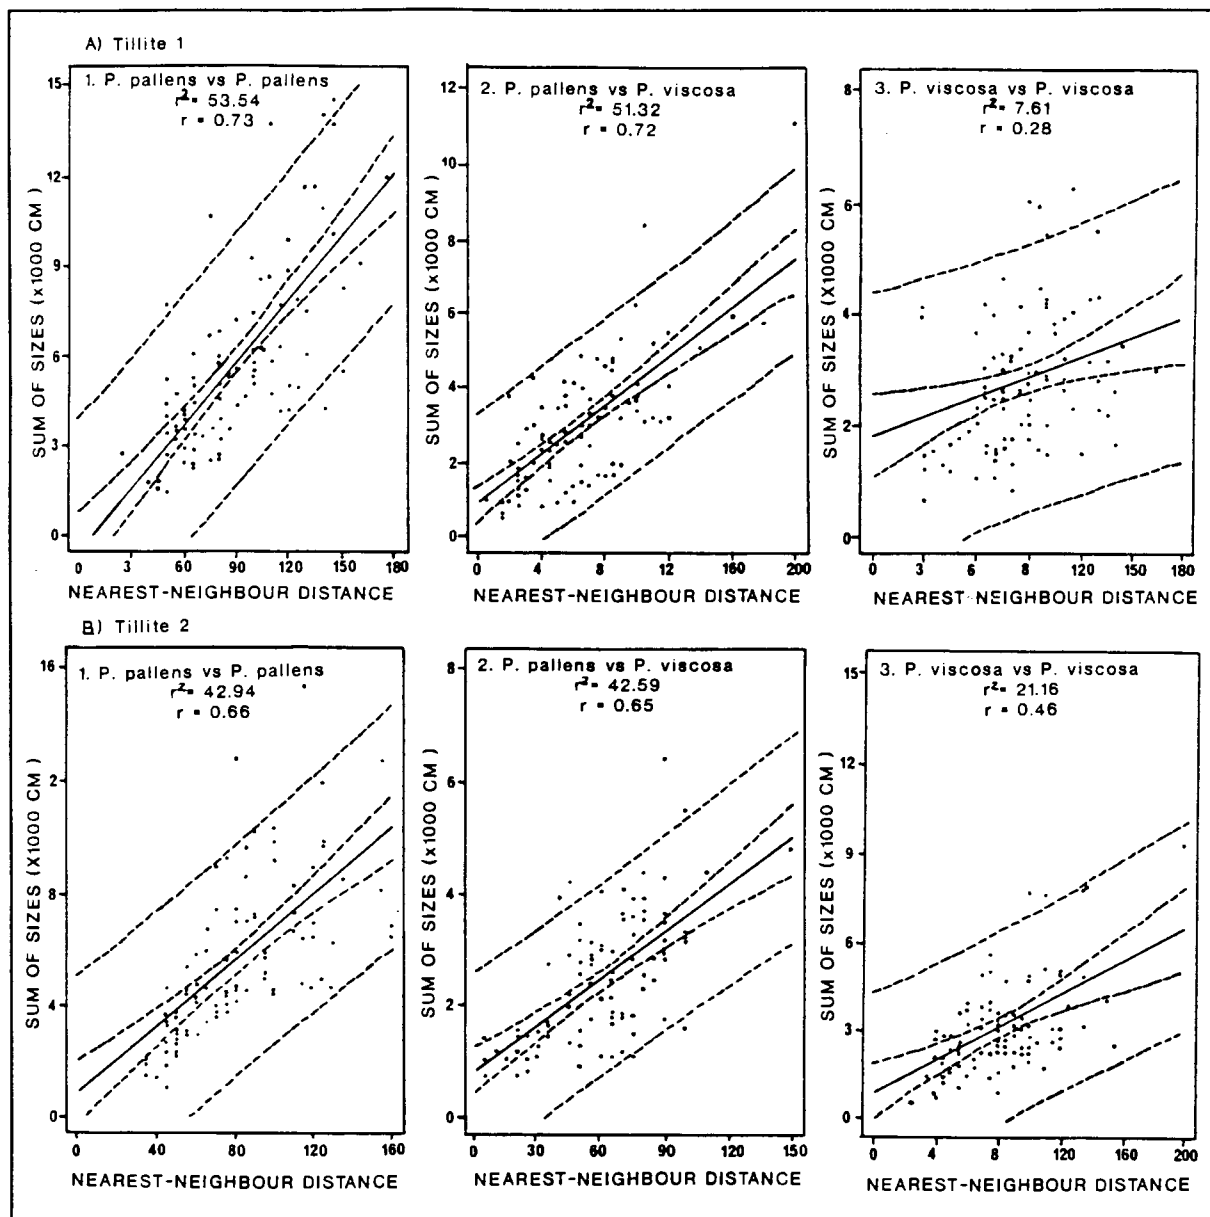 A) Tillite 1
1. P. pallens vs P. pallens
r²= 53.54
r = 0.73
SUM OF SIZES (x1000 CM )
15
12
9
6
3
0
0 3 6 90 120 150 180
NEAREST-NEIGHBOUR DISTANCE
2. P. pallens vs P. viscosa
r²= 51.32
r = 0.72
SUM OF SIZES (x1000 CM )
12
10
8
6
4
2
0
0 4 8 12 160 200
NEAREST-NEIGHBOUR DISTANCE
3. P. viscosa vs P. viscosa
r²= 7.61
r = 0.28
SUM OF SIZES (X1000 CM)
8
6
4
2
0
0 3 6 9 120 150 180
NEAREST-NEIGHBOUR DISTANCE
B) Tillite 2
1. P. pallens vs P. pallens
r²= 42.94
r = 0.66
SUM OF SIZES (x1000 CM )
16
2
8
4
0
0 40 80 120 160
NEAREST-NEIGHBOUR DISTANCE
2. P. pallens vs P. viscosa
r²= 42.59
r = 0.65
SUM OF SIZES (x1000 CM )
8
6
4
2
0
0 30 60 90 120 150
NEAREST-NEIGHBOUR DISTANCE
3. P. viscosa vs P. viscosa
r²= 21.16
r = 0.46
SUM OF SIZES (x1000 CM )
15
12
9
6
3
0
0 4 8 120 160 200
NEAREST-NEIGHBOUR DISTANCE